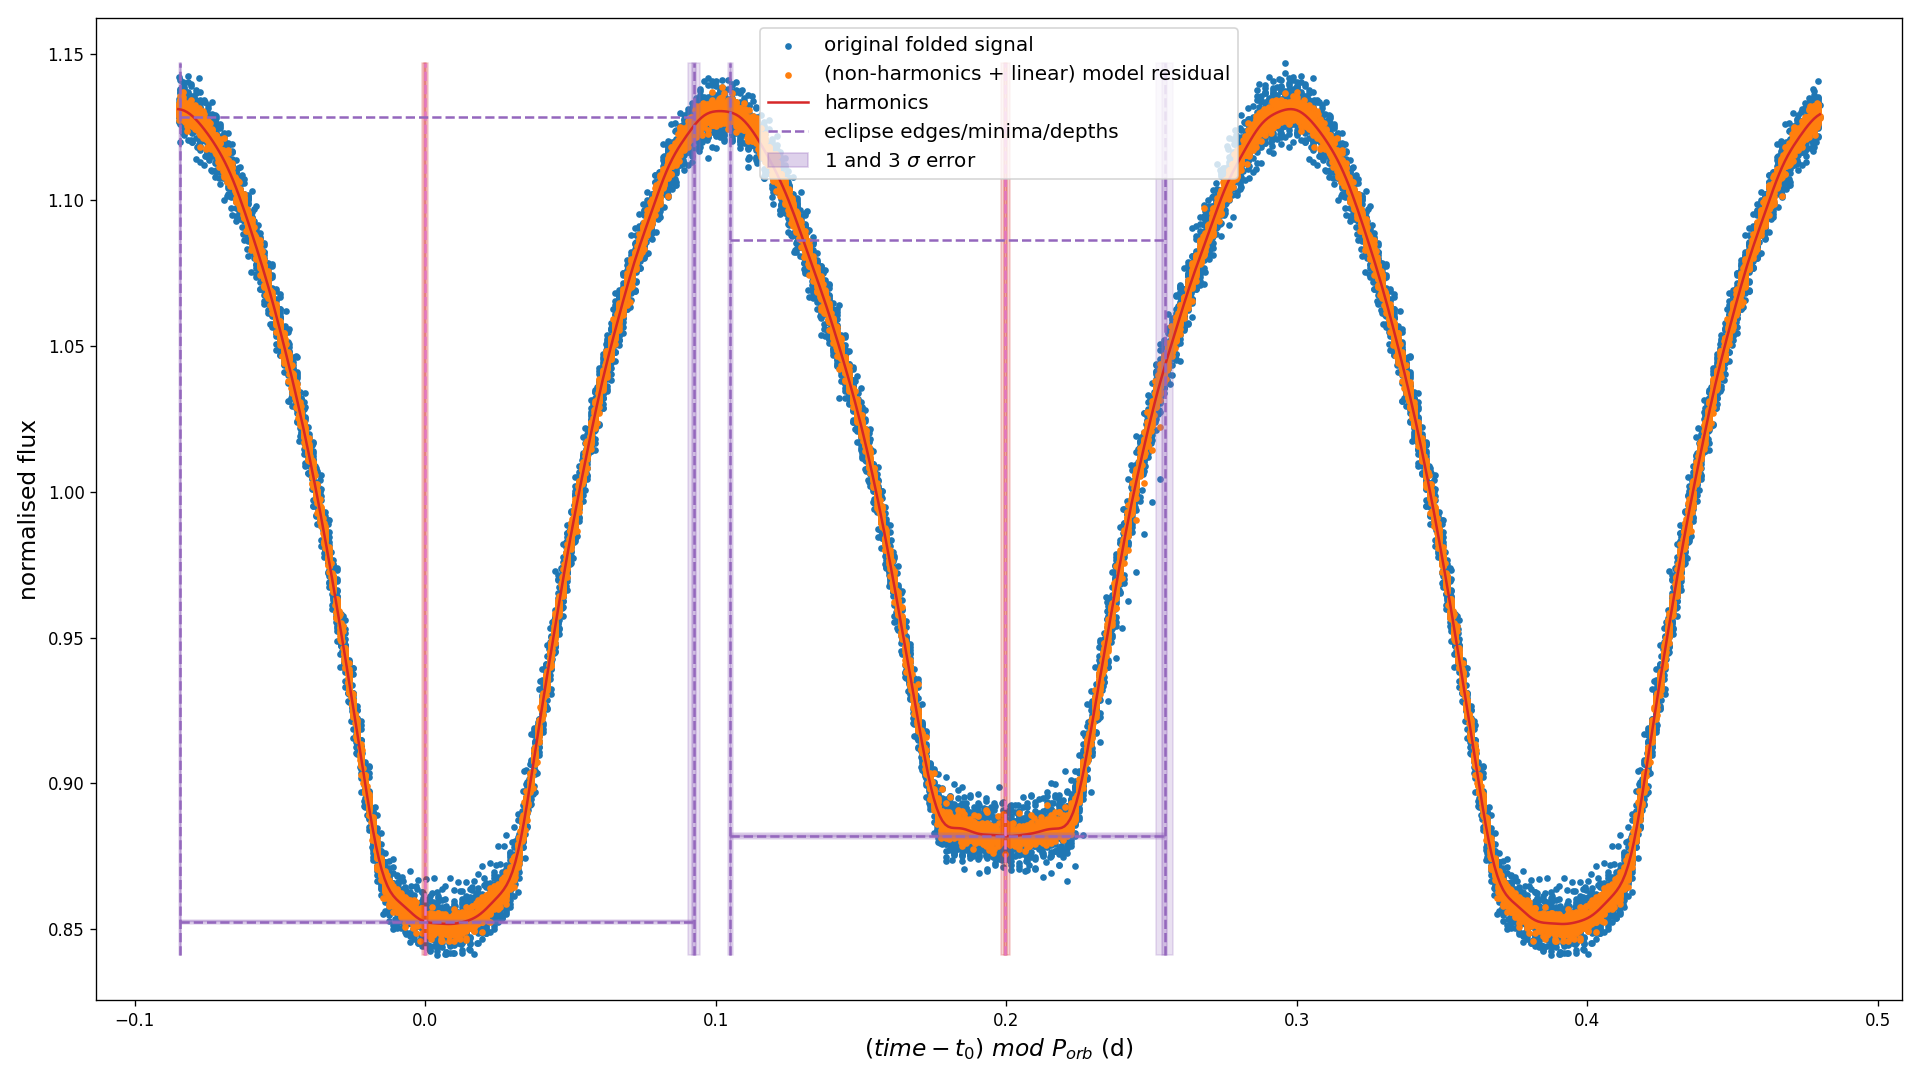 original folded signal
(non-harmonics + linear) model residual
harmonics
eclipse edges/minima/depths
1 and 3 σ error
normalised flux
1.15
1.10
1.05
1.00
0.95
0.90
0.85
−0.1
0.0
0.1
0.2
0.3
0.4
0.5
(time − t₀) mod Pₒᵣᵦ (d)